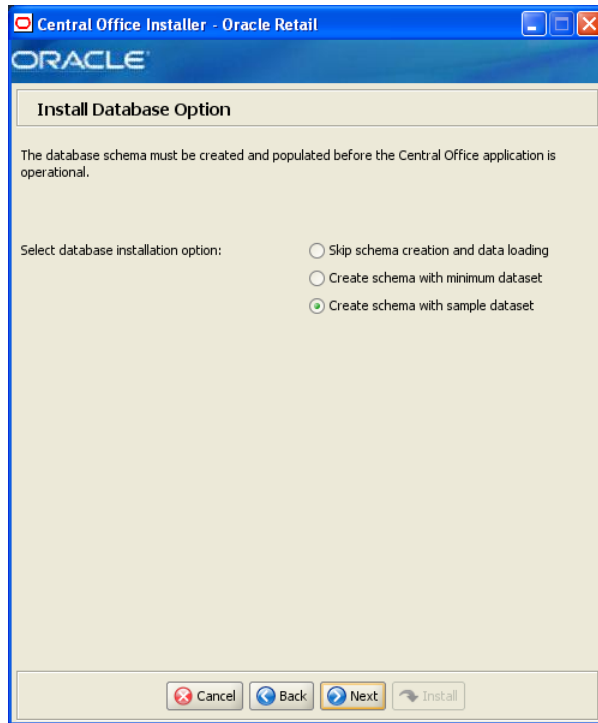 Central Office Installer - Oracle Retail
ORACLE
Install Database Option
The database schema must be created and populated before the Central Office application is
operational.
Select database installation option:
Skip schema creation and data loading
Create schema with minimum dataset
Create schema with sample dataset
Cancel
Back
Next
Install